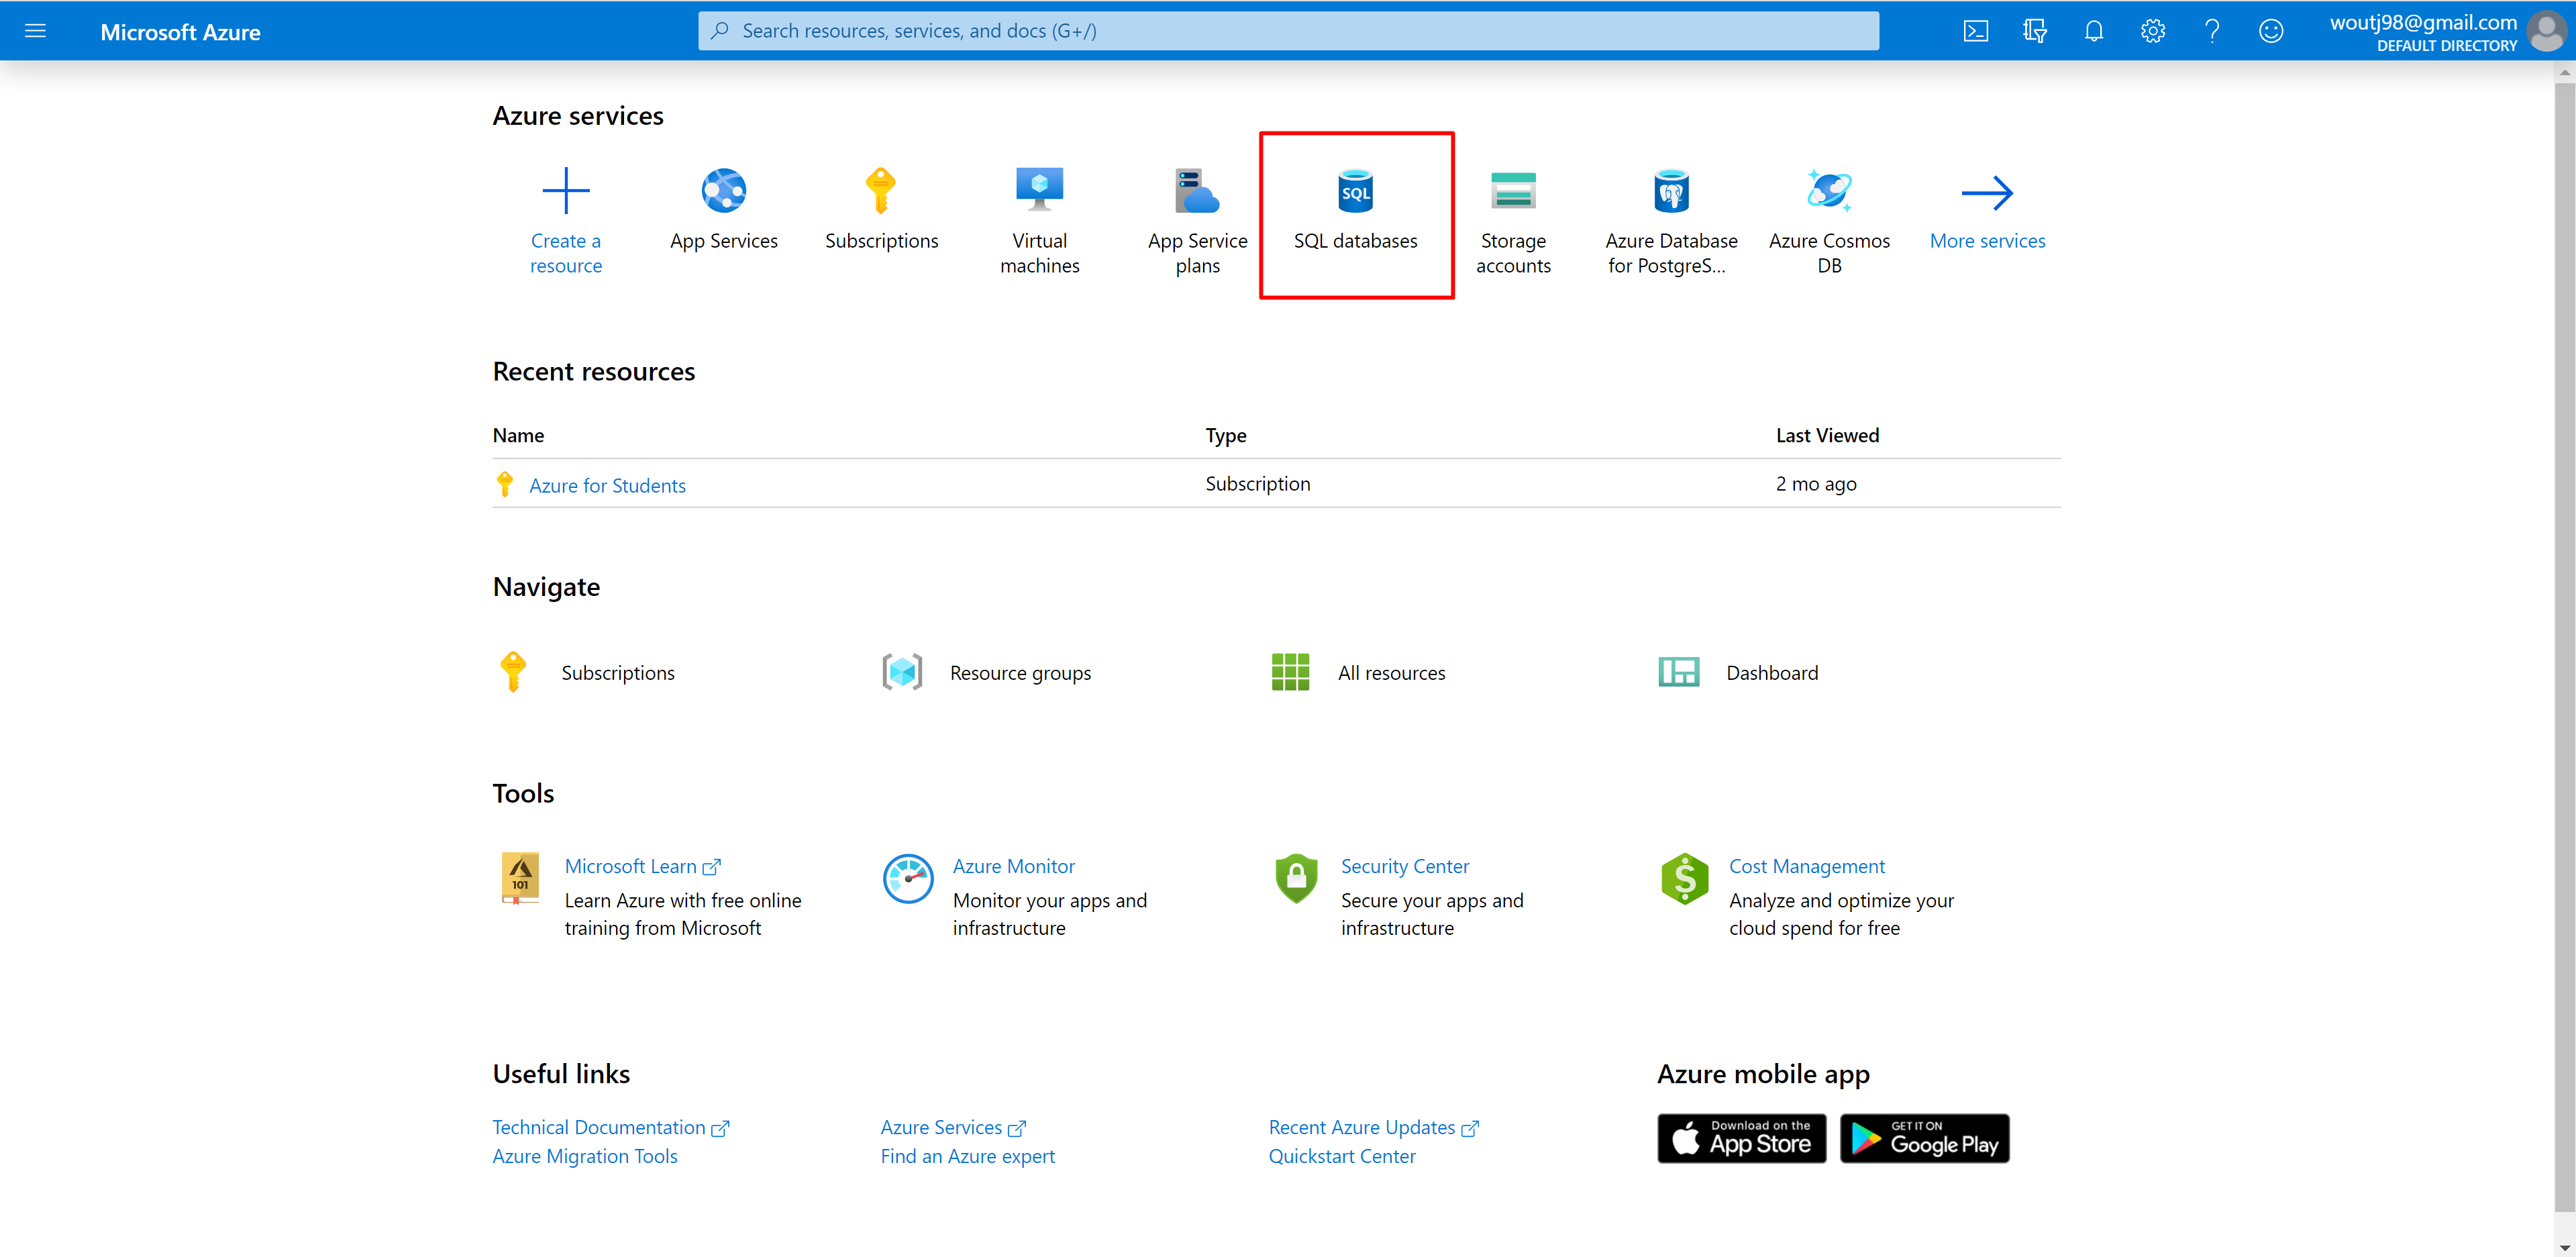 Microsoft Azure
Search resources, services, and docs (G+/)
woutj98@gmail.com
DEFAULT DIRECTORY
Azure services
Create a
resource
App Services
Subscriptions
Virtual
machines
App Service
plans
SQL
SQL databases
Storage
accounts
Azure Database
for PostgreS...
Azure Cosmos
DB
More services
Recent resources
Name Type Last Viewed
Azure for Students Subscription 2 mo ago
Navigate
Subscriptions Resource groups All resources Dashboard
Tools
101
Microsoft Learn
Learn Azure with free online
training from Microsoft
Azure Monitor
Monitor your apps and
infrastructure
Security Center
Secure your apps and
infrastructure
$
Cost Management
Analyze and optimize your
cloud spend for free
Useful links
Technical Documentation
Azure Migration Tools
Azure Services
Find an Azure expert
Recent Azure Updates
Quickstart Center
Azure mobile app
Download on the
App Store
GET IT ON
Google Play